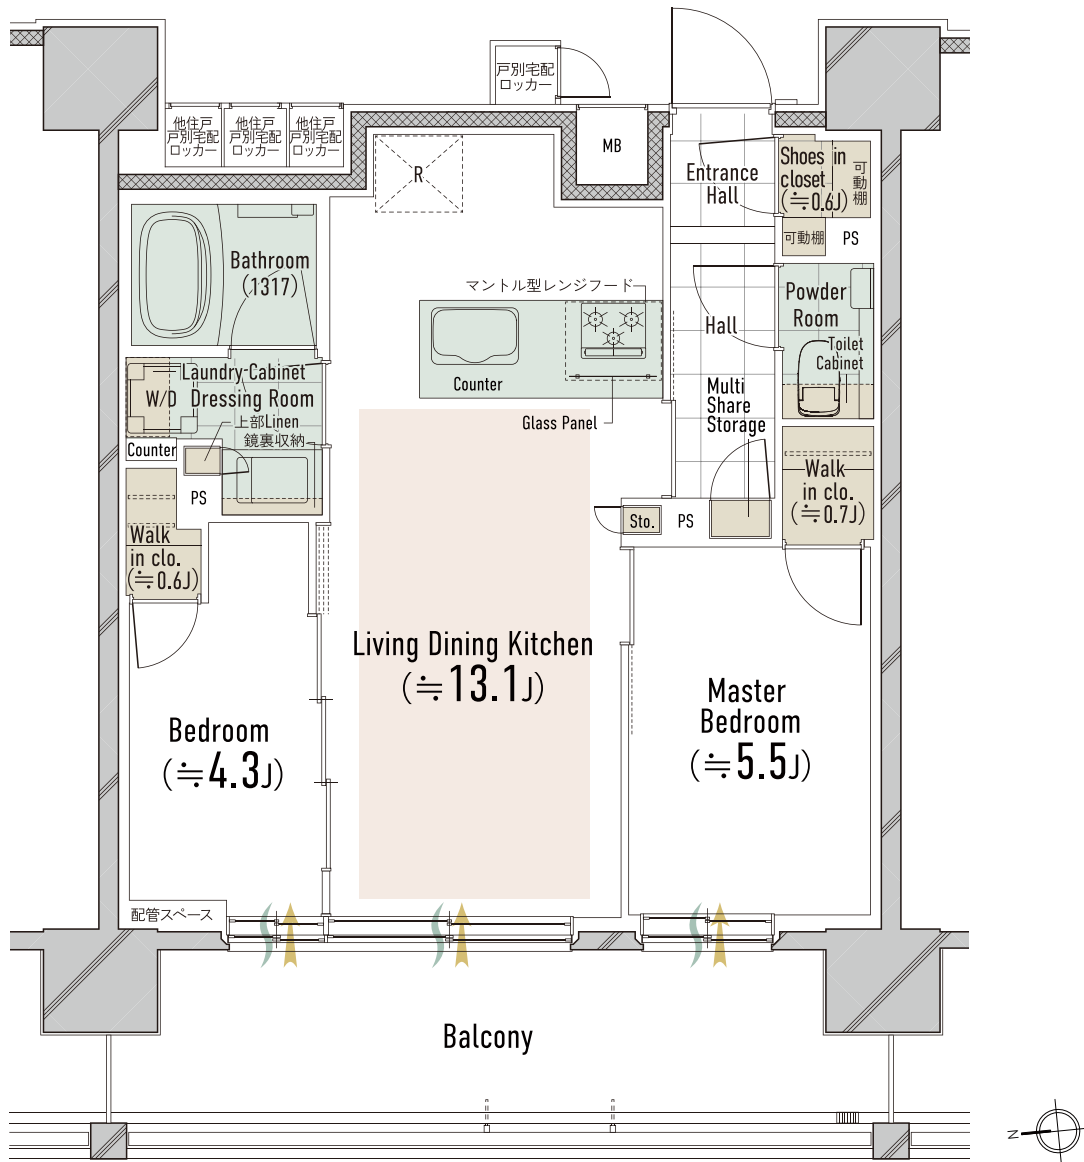 戸別宅配
ロッカー
他住戸
戸別宅配
ロッカー
他住戸
戸別宅配
ロッカー
他住戸
戸別宅配
ロッカー
MB
R
Entrance
Hall
Shoes in
closet
(≒0.6J)
可動棚
可動棚
PS
Bathroom
(1317)
マントル型レンジフード
Powder
Room
Hall
Toilet
Cabinet
Counter
Laundry-Cabinet
W/D
Dressing Room
上部Linen
鏡裏収納
Glass Panel
Multi
Share
Storage
Counter
PS
Walk
in clo.
(≒0.7J)
Sto.
PS
Walk
in clo.
(≒0.6J)
Living Dining Kitchen
(≒13.1J)
Master
Bedroom
(≒5.5J)
Bedroom
(≒4.3J)
配管スペース
Balcony
N